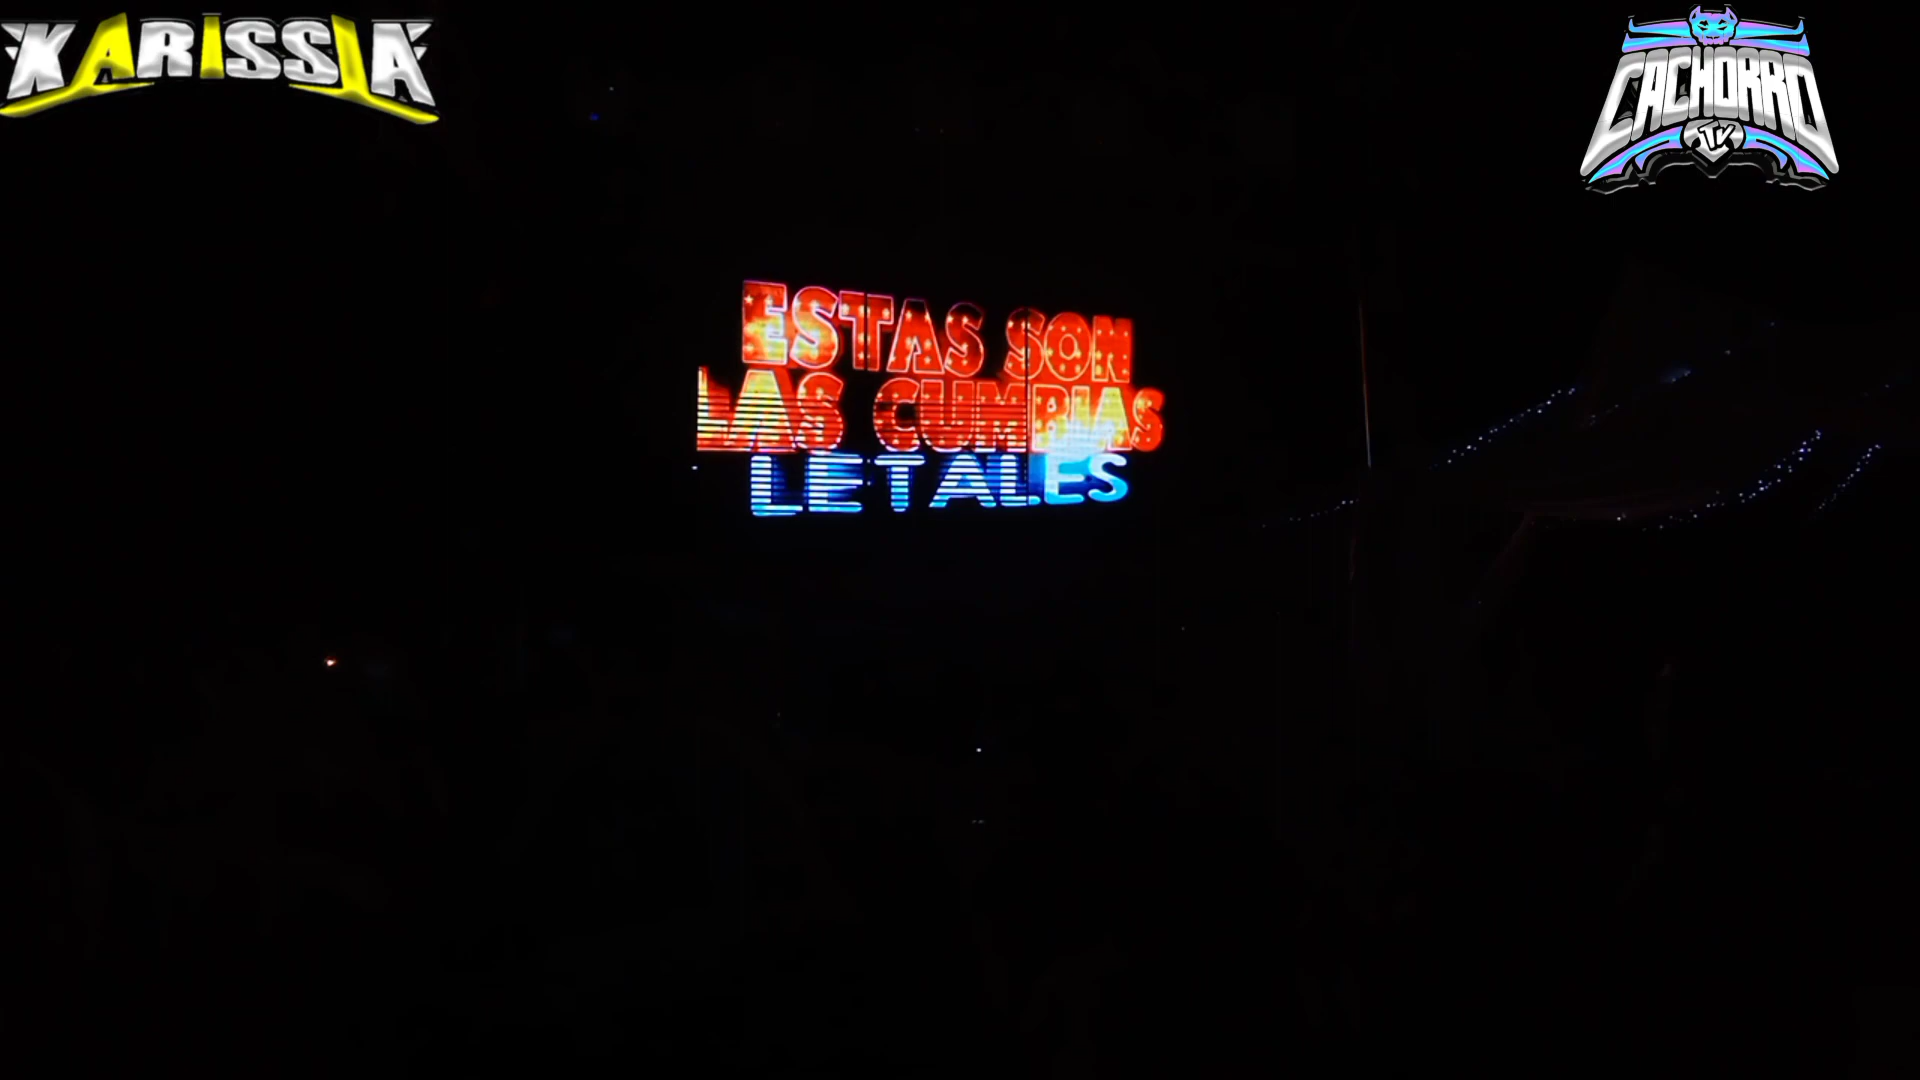 KARISSIA
CACHORRO
TV
ESTAS SON
LAS CUMBIAS
LETALES